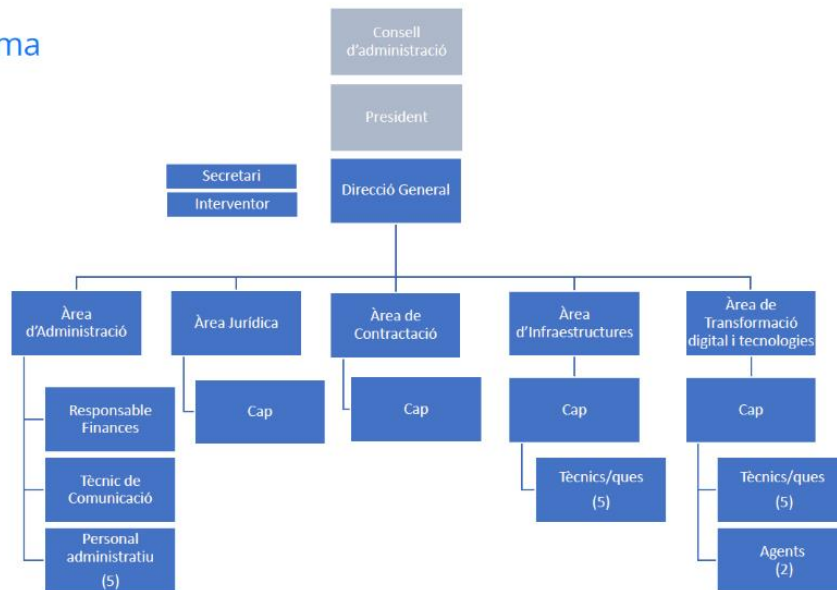 ma
Consell
d'administració
President
Secretari
Interventor
Direcció General
Àrea
d'Administració
Àrea Jurídica
Àrea de
Contractació
Àrea
d'Infraestructures
Àrea de
Transformació
digital i tecnologies
Responsable
Finances
Tècnic de
Comunicació
Personal
administratiu
(5)
Cap
Cap
Cap
Tècnics/ques
(5)
Cap
Tècnics/ques
(5)
Agents
(2)